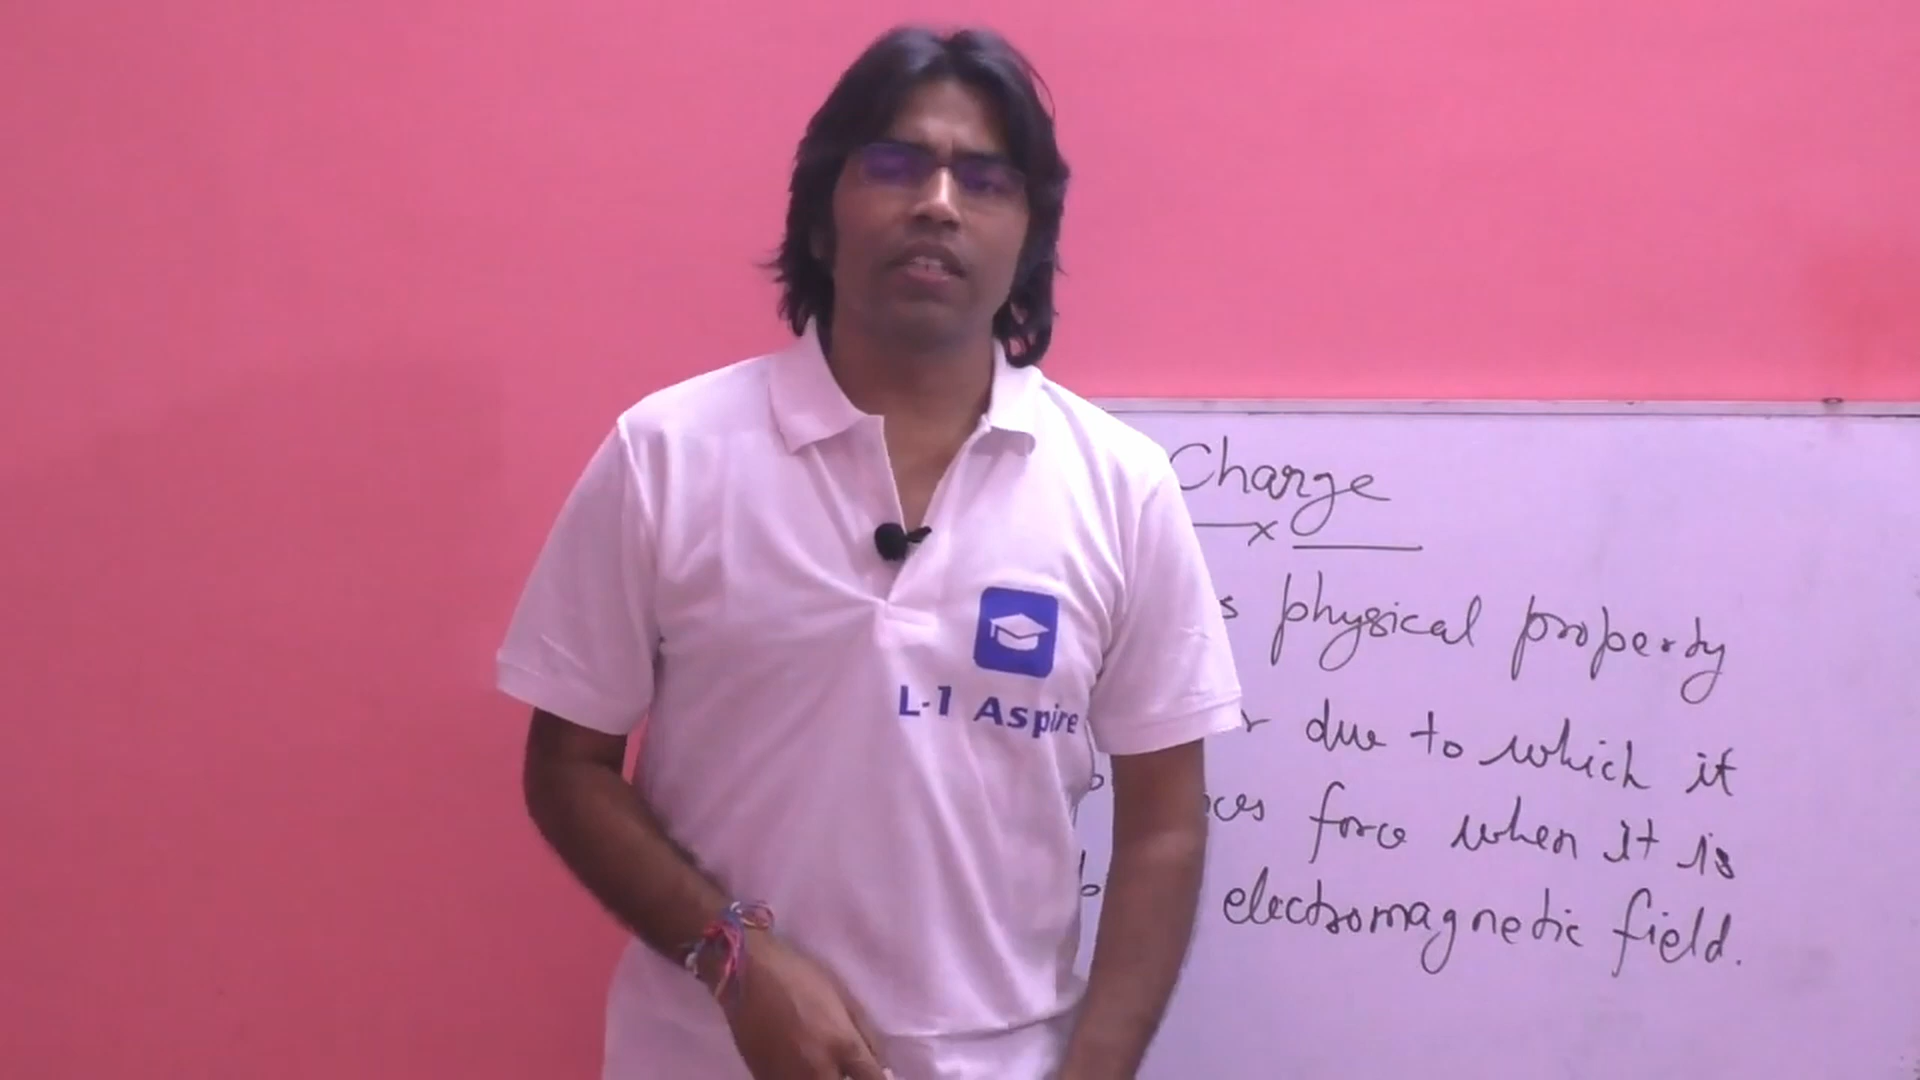 Charge
physical property
due to which it
force when it is
electromagnetic field.
L-1 Aspire